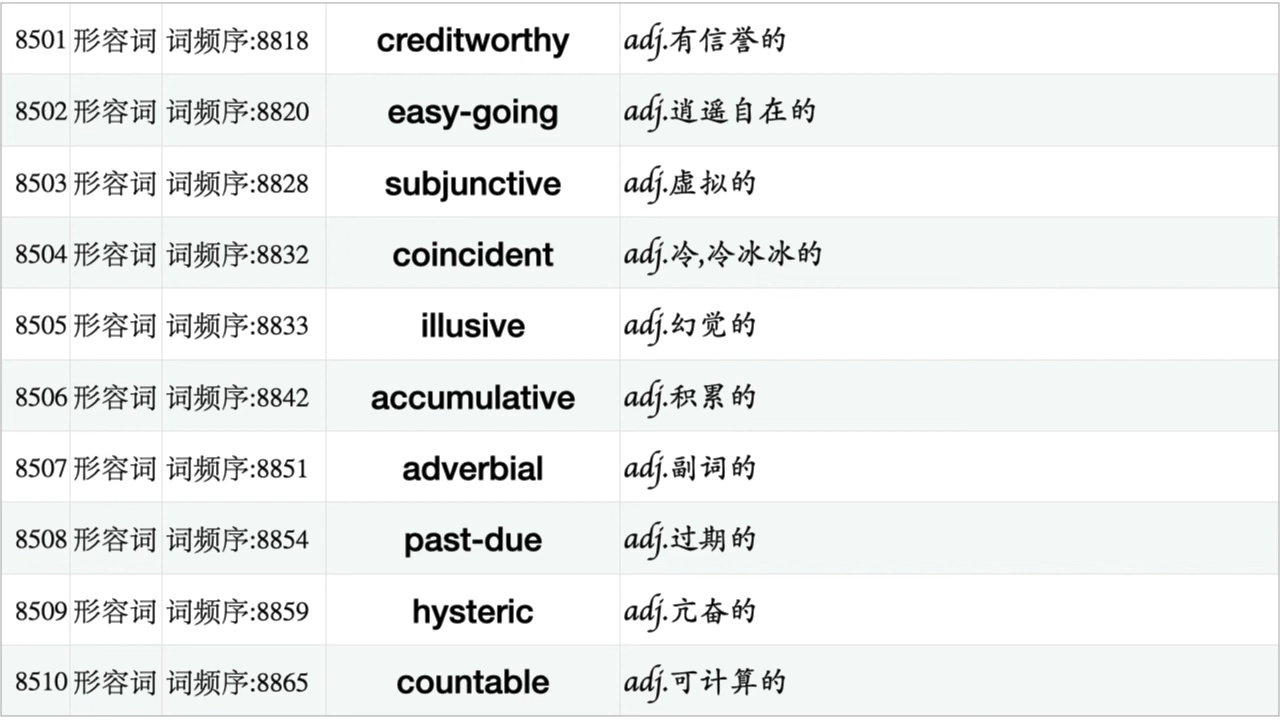 8501 形容词 词频序:8818 creditworthy adj.有信誉的
8502 形容词 词频序:8820 easy-going adj.逍遥自在的
8503 形容词 词频序:8828 subjunctive adj.虚拟的
8504 形容词 词频序:8832 coincident adj.冷,冷冰冰的
8505 形容词 词频序:8833 illusive adj.幻觉的
8506 形容词 词频序:8842 accumulative adj.积累的
8507 形容词 词频序:8851 adverbial adj.副词的
8508 形容词 词频序:8854 past-due adj.过期的
8509 形容词 词频序:8859 hysteric adj.亢奋的
8510 形容词 词频序:8865 countable adj.可计算的